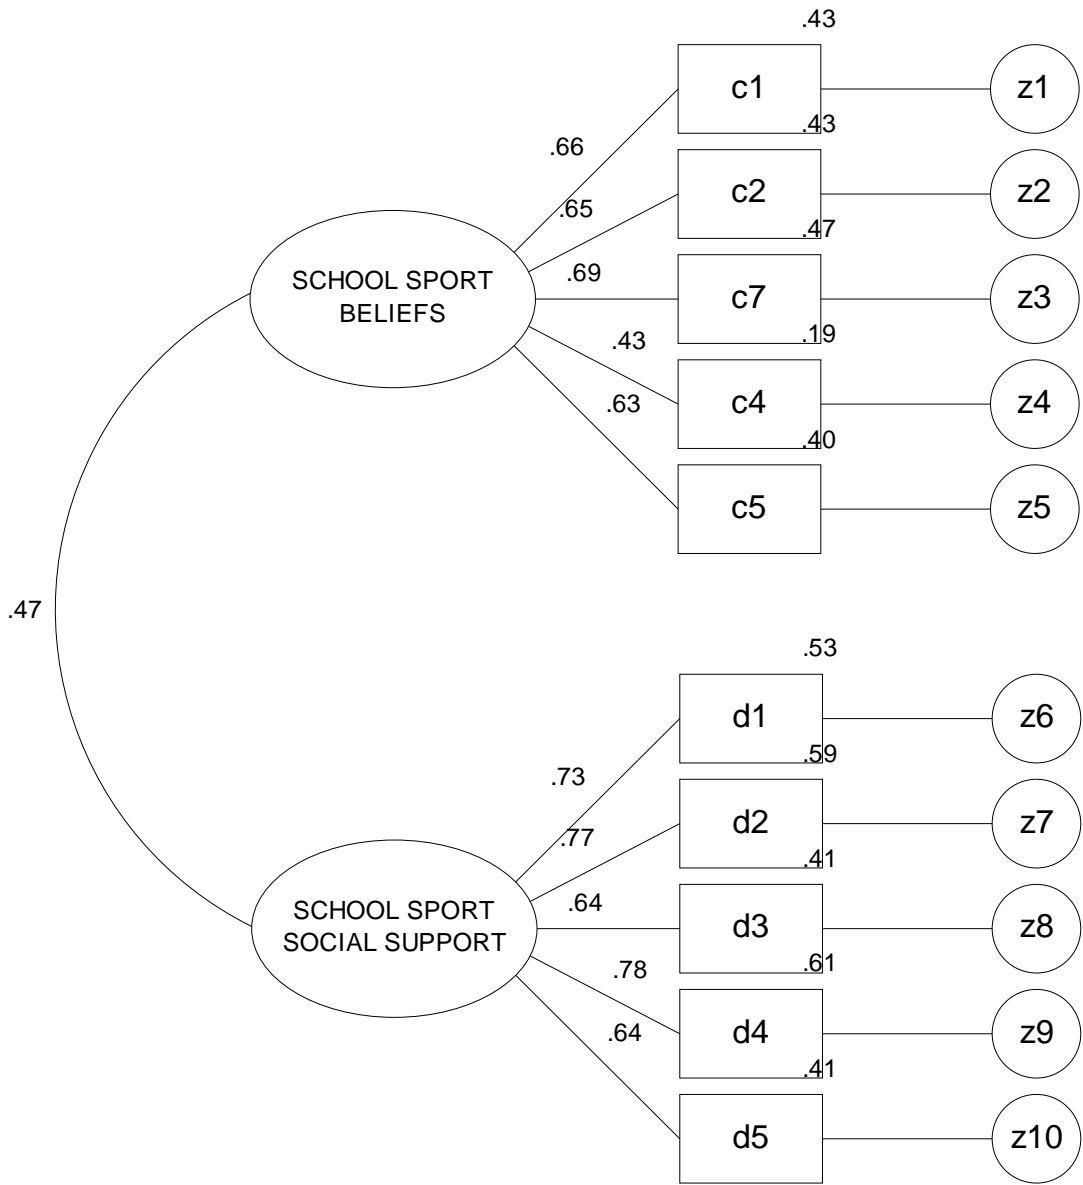 .43
c1
z1
.66
.43
c2
z2
.65
.47
c7
z3
.69
SCHOOL SPORT
BELIEFS
.19
c4
z4
.43
.40
c5
z5
.63
.47
.53
d1
z6
.73
.59
d2
z7
.77
.41
d3
z8
.64
SCHOOL SPORT
SOCIAL SUPPORT
.61
d4
z9
.78
.41
d5
z10
.64